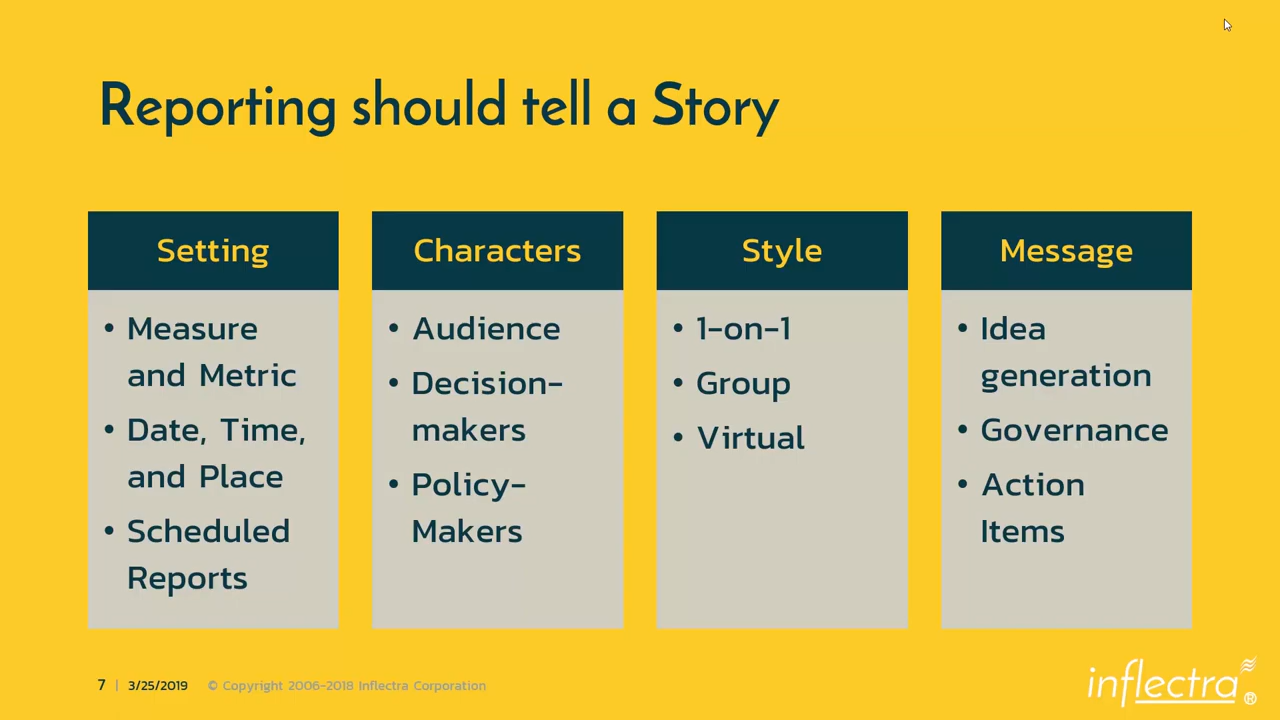 Reporting should tell a Story
Setting
• Measure
and Metric
• Date, Time,
and Place
• Scheduled
Reports
Characters
• Audience
• Decision-
makers
• Policy-
Makers
Style
• 1-on-1
• Group
• Virtual
Message
• Idea
generation
• Governance
• Action
Items
7 | 3/25/2019 © Copyright 2006-2018 Inflectra Corporation
inflectra ®